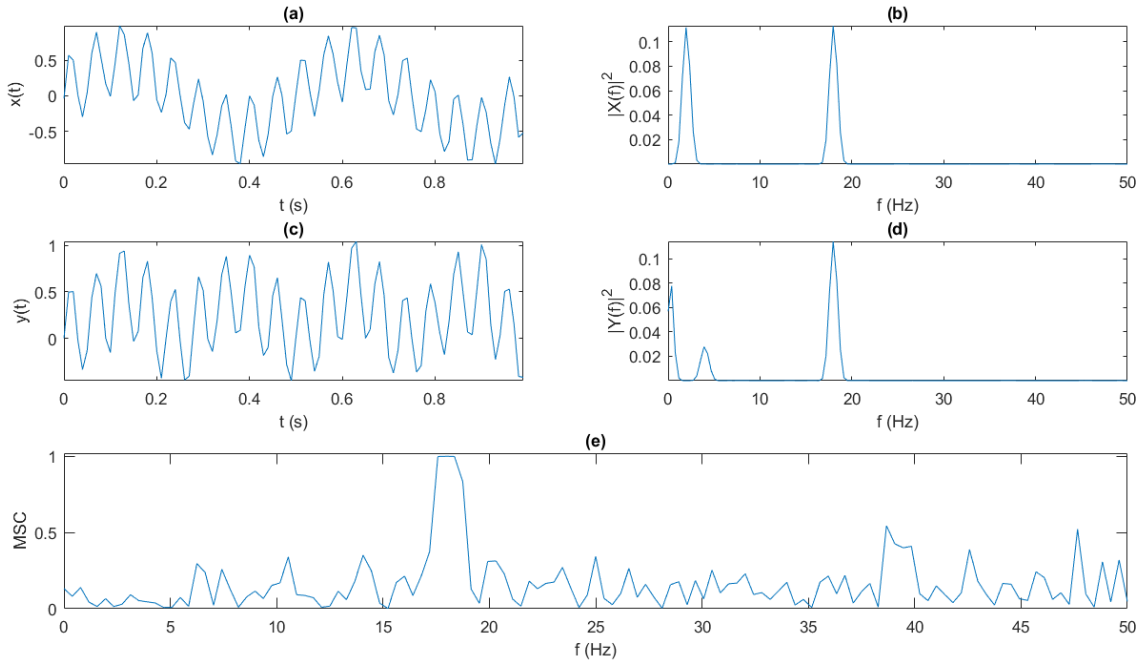 (a)
x(t)
0.5
0
-0.5
0 0.2 0.4 0.6 0.8
t (s)
(b)
|X(f)|²
0.1
0.08
0.06
0.04
0.02
0 10 20 30 40 50
f (Hz)
(c)
y(t)
1
0.5
0
0 0.2 0.4 0.6 0.8
t (s)
(d)
|Y(f)|²
0.1
0.08
0.06
0.04
0.02
0 10 20 30 40 50
f (Hz)
(e)
MSC
1
0.5
0
0 5 10 15 20 25 30 35 40 45 50
f (Hz)